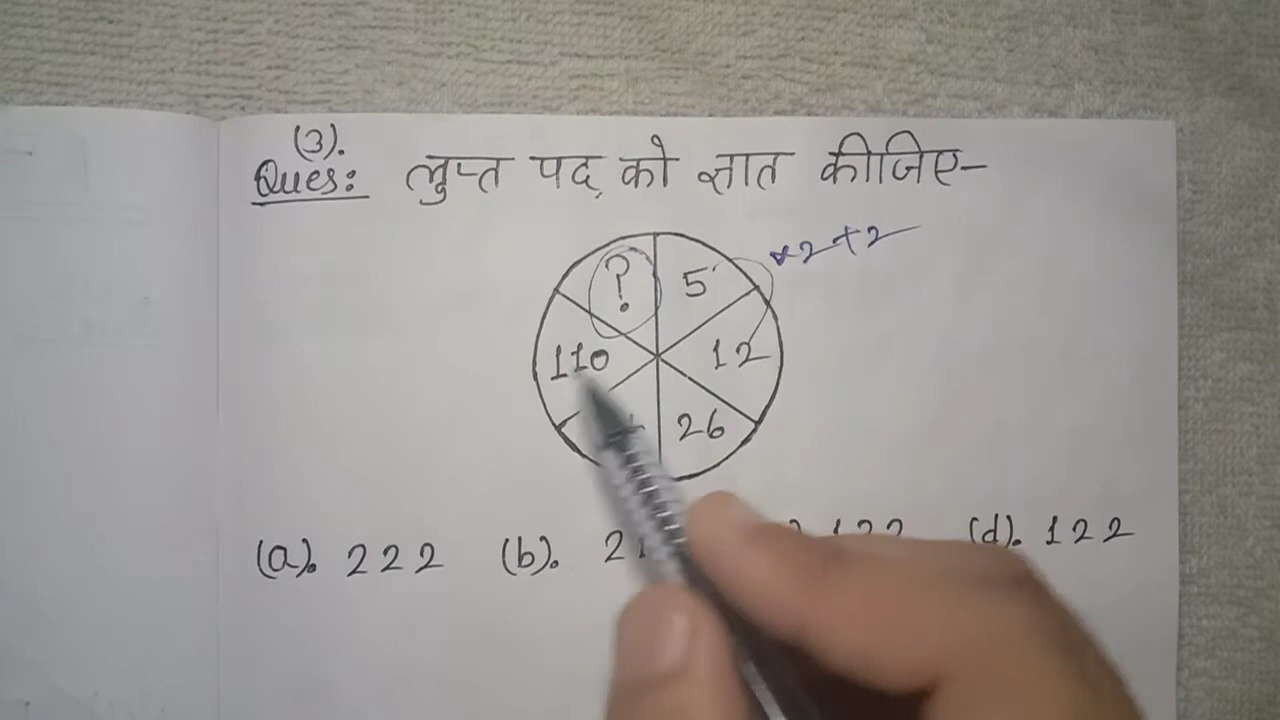 (3).
Ques: लुप्त पद को ज्ञात कीजिए-
×2+2
? 5
110 12
26
(a). 222 (b). (d). 122